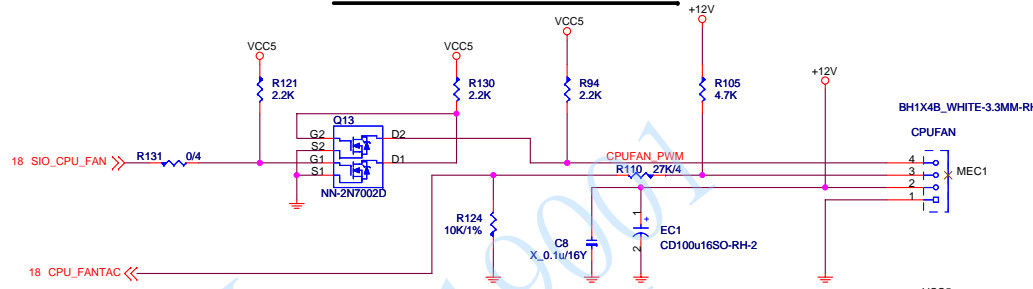 +12V
VCC5
VCC5
VCC5
+12V
R121
2.2K
R130
2.2K
R94
2.2K
R105
4.7K
BH1X4B_WHITE-3.3MM-RH
CPUFAN
Q13
G2
S2
G1
S1
D2
D1
NN-2N7002D
18 SIO_CPU_FAN
R131
0/4
CPUFAN_PWM
R110
27K/4
4
3
2
1
MEC1
R124
10K/1%
C8
X_0.1u/16Y
1
+
2
EC1
CD100u16SO-RH-2
18 CPU_FANTAC